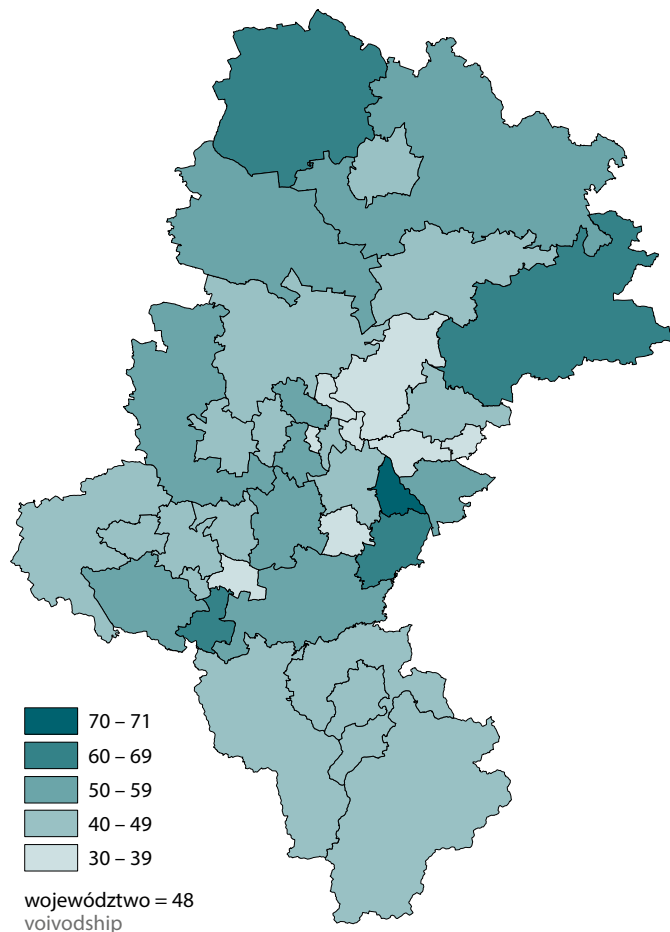 70 – 71
60 – 69
50 – 59
40 – 49
30 – 39
województwo = 48
voivodship